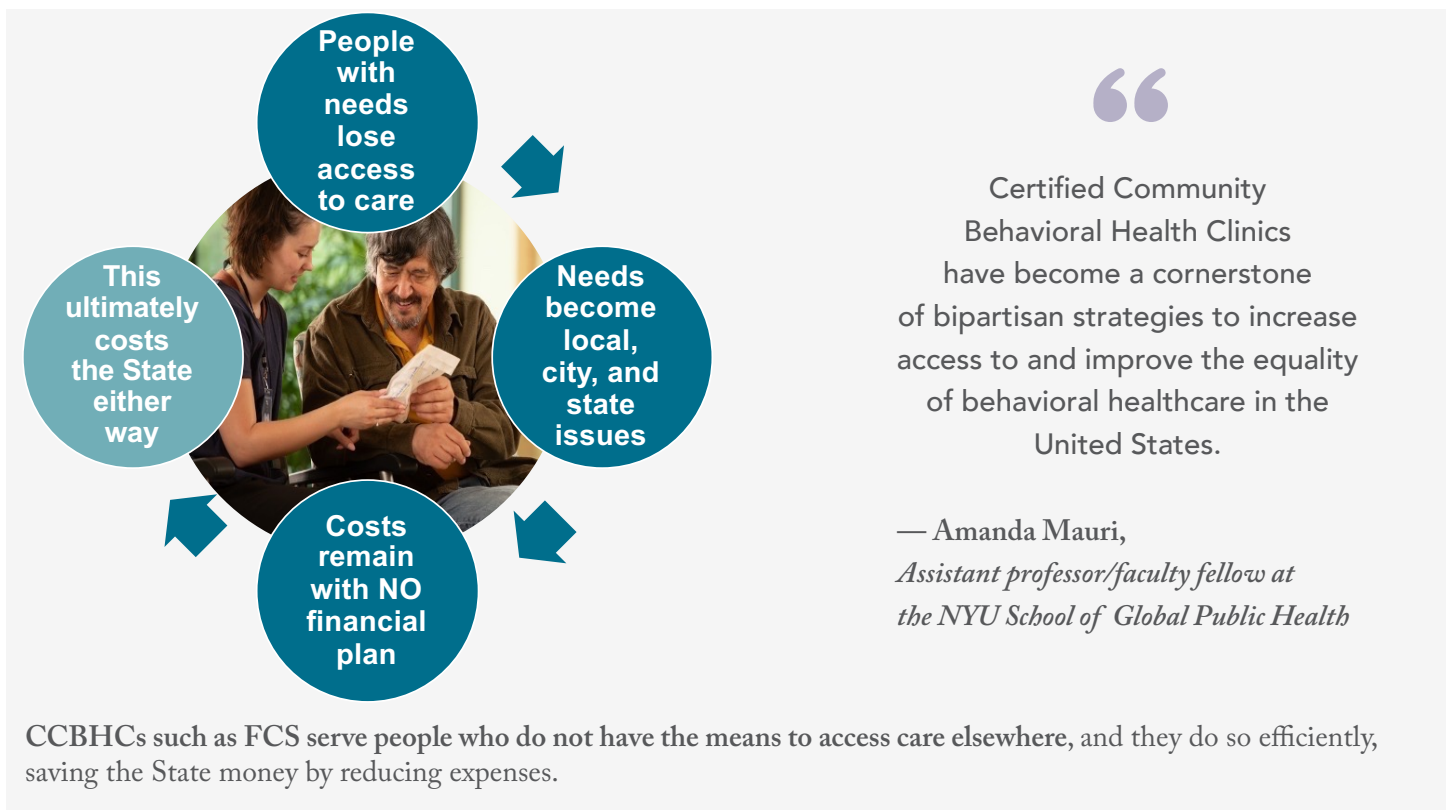 People
with
needs
lose
access
to care
Needs
become
local,
city, and
state
issues
Costs
remain
with NO
financial
plan
This
ultimately
costs
the State
either
way
“
Certified Community
Behavioral Health Clinics
have become a cornerstone
of bipartisan strategies to increase
access to and improve the equality
of behavioral healthcare in the
United States.
— Amanda Mauri,
Assistant professor/faculty fellow at
the NYU School of Global Public Health
CCBHCs such as FCS serve people who do not have the means to access care elsewhere, and they do so efficiently,
saving the State money by reducing expenses.